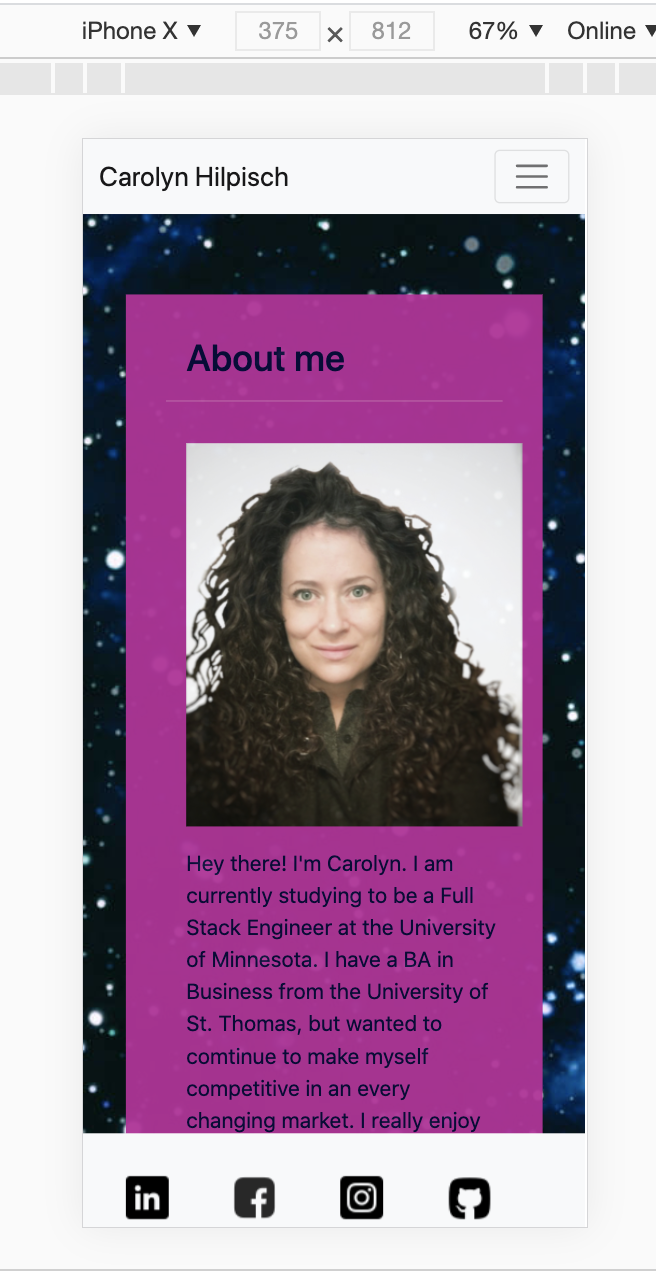 iPhone X ▼ 375 × 812 67% ▼ Online ▼
Carolyn Hilpisch
About me
Hey there! I'm Carolyn. I am
currently studying to be a Full
Stack Engineer at the University
of Minnesota. I have a BA in
Business from the University of
St. Thomas, but wanted to
comtinue to make myself
competitive in an every
changing market. I really enjoy
in